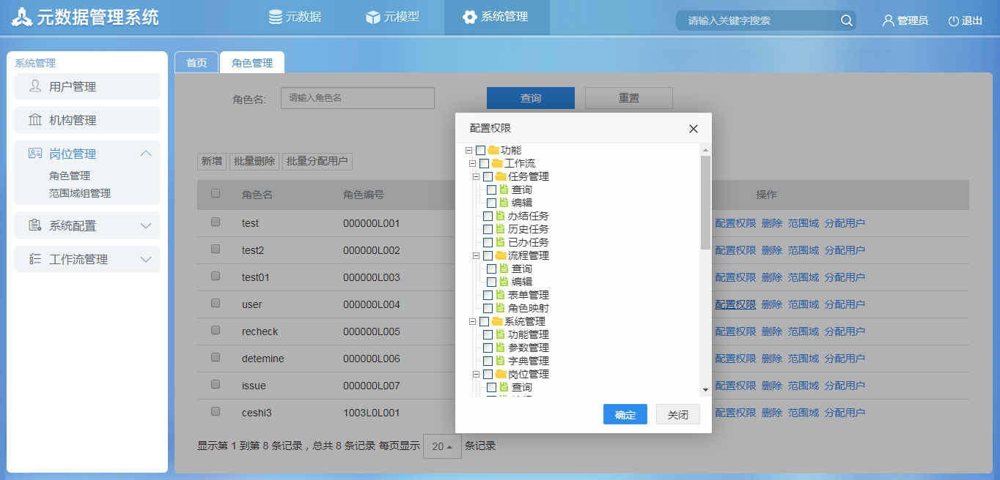 元数据管理系统
元数据
元模型
系统管理
请输入关键字搜索
管理员
退出
系统管理
用户管理
机构管理
岗位管理
角色管理
范围域组管理
系统配置
工作流管理
首页
角色管理
角色名:
请输入角色名
查询
重置
新增
批量删除
批量分配用户
角色名 角色编号 操作
test 000000L001 配置权限 删除 范围域 分配用户
test2 000000L002 配置权限 删除 范围域 分配用户
test01 000000L003 配置权限 删除 范围域 分配用户
user 000000L004 配置权限 删除 范围域 分配用户
recheck 000000L005 配置权限 删除 范围域 分配用户
detemine 000000L006 配置权限 删除 范围域 分配用户
issue 000000L007 配置权限 删除 范围域 分配用户
ceshi3 1003L0L001 配置权限 删除 范围域 分配用户
显示第 1 到第 8 条记录，总共 8 条记录 每页显示 20 条记录
配置权限
功能
工作流
任务管理
查询
编辑
办结任务
历史任务
已办任务
流程管理
查询
编辑
表单管理
角色映射
系统管理
功能管理
参数管理
字典管理
岗位管理
查询
确定
关闭